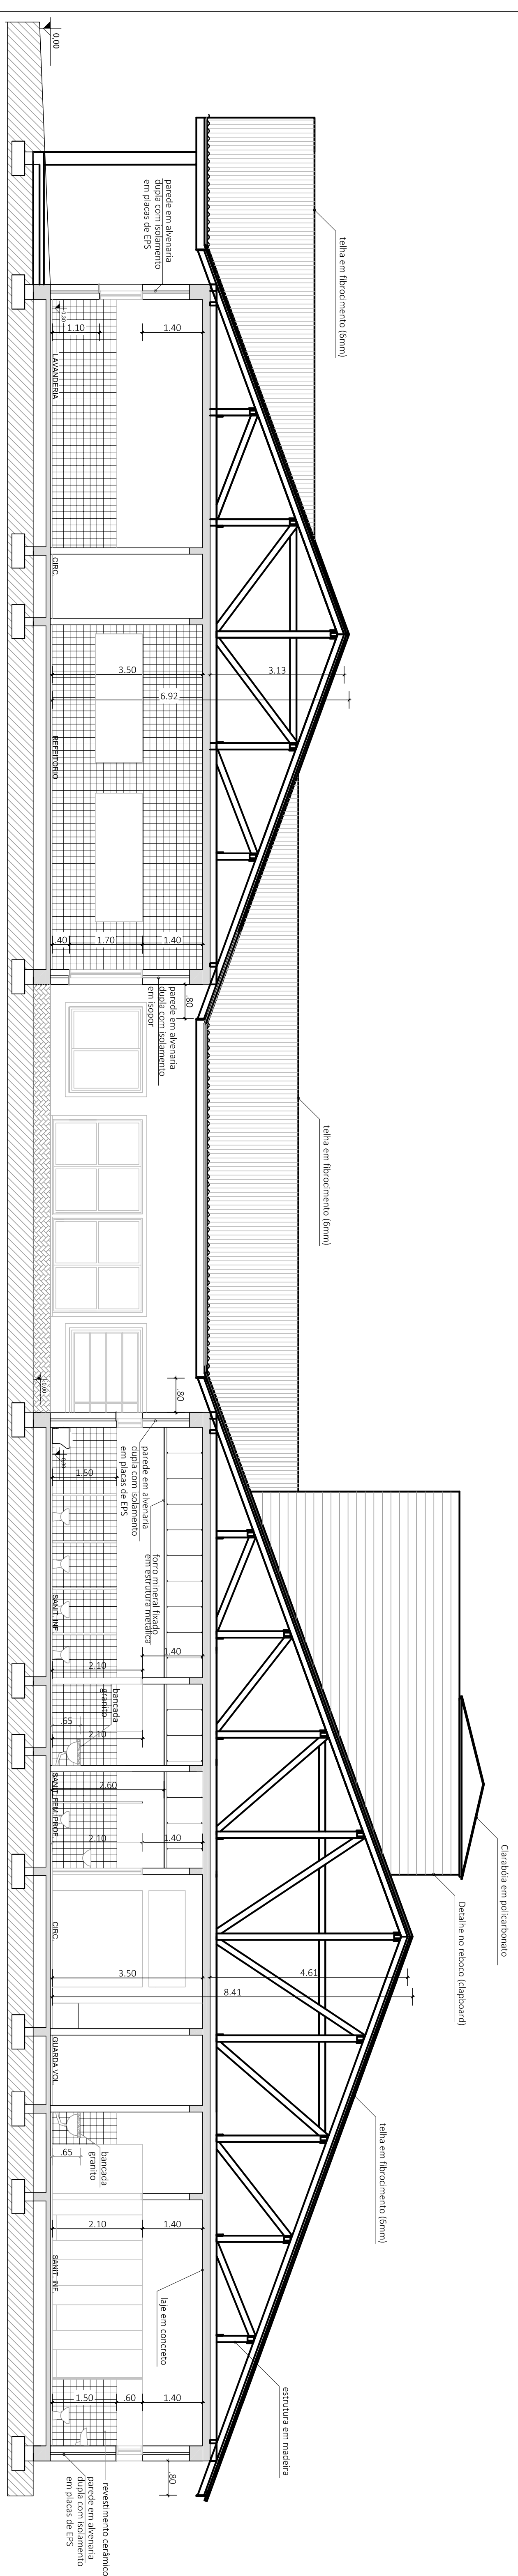 0.00
parede em alvenaria
dupla com isolamento
em placas de EPS
telha em fibrocimento (6mm)
0.30
1.10
1.40
LAVANDERIA
CIRC.
3.50
3.13
6.92
REFEITÓRIO
.40
1.70
1.40
.80
parede em alvenaria
dupla com isolamento
em isopor
telha em fibrocimento (6mm)
0.00
.80
parede em alvenaria
dupla com isolamento
em placas de EPS
1.50
forro mineral fixado
em estrutura metálica
SANIT. INF.
1.40
2.10
bancada
granito
.65
2.10
SANIT. FEM. PROF.
2.60
1.40
2.10
Clarabóia em policarbonato
Detalhe no reboco (clapboard)
CIRC.
3.50
4.61
8.41
GUARDA VOL.
telha em fibrocimento (6mm)
bancada
granito
.65
2.10
1.40
SANIT. INF.
laje em concreto
estrutura em madeira
1.50
.60
1.40
.80
revestimento cerâmico
parede em alvenaria
dupla com isolamento
em placas de EPS